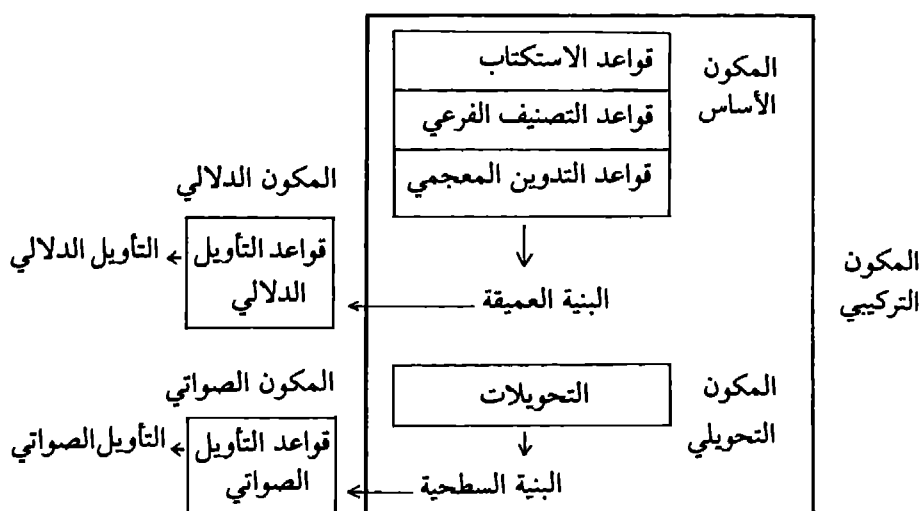 المكون
الأساس
قواعد الاستكتاب
قواعد التصنيف الفرعي
قواعد التدوين المعجمي
المكون الدلالي
قواعد التأويل
الدلالي
التأويل الدلالي
المكون
التركيبي
البنية العميقة
المكون
التحويلي
التحويلات
المكون الصواتي
قواعد التأويل
الصواتي
التأويل الصواتي
البنية السطحية